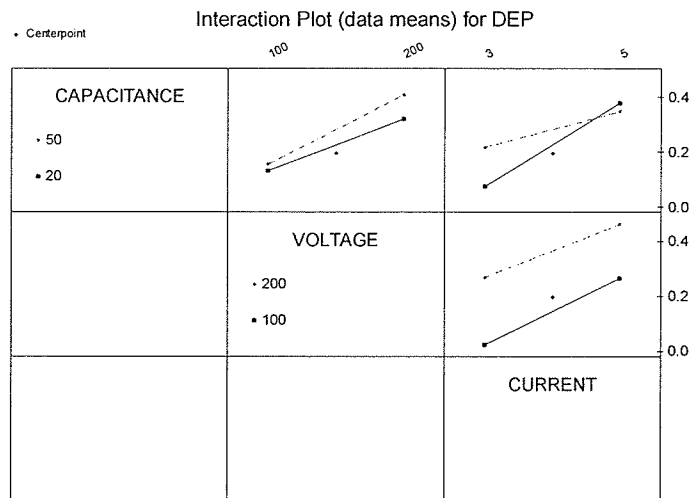 Interaction Plot (data means) for DEP
Centerpoint
100 200 3 5
CAPACITANCE
50
20
0.4
0.2
0.0
VOLTAGE
200
100
0.4
0.2
0.0
CURRENT